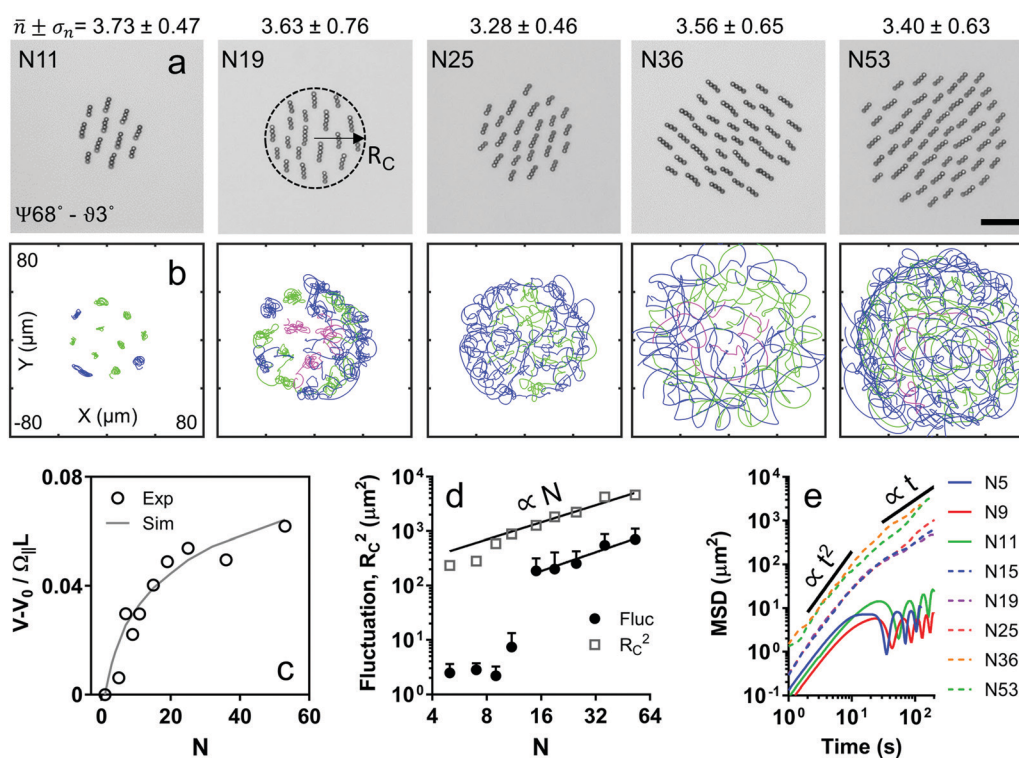 n̄ ± σₙ = 3.73 ± 0.47 3.63 ± 0.76 3.28 ± 0.46 3.56 ± 0.65 3.40 ± 0.63
N11 a N19 N25 N36 N53
R_C
Ψ68° - ϑ3°
80 b
Y (μm)
-80 X (μm) 80
0.08
0.04
0
V-V₀ / Ω∥L
Exp
Sim
c
0 20 40 60
N
d
∝ N
Fluctuation, R_C² (μm²)
10⁴
10³
10²
10¹
10⁰
Fluc
R_C²
4 8 16 32 64
N
e
∝ t
∝ t²
MSD (μm²)
10⁴
10³
10²
10¹
10⁰
10⁻¹
10⁰ 10¹ 10²
Time (s)
N5
N9
N11
N15
N19
N25
N36
N53